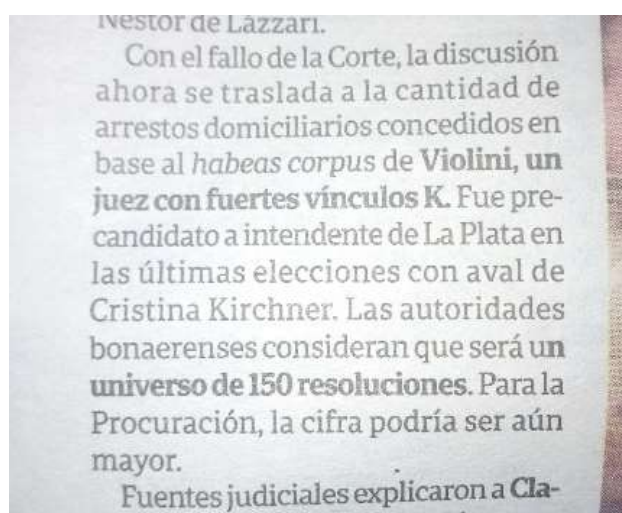 Néstor de Lázzari.
Con el fallo de la Corte, la discusión
ahora se traslada a la cantidad de
arrestos domiciliarios concedidos en
base al habeas corpus de Violini, un
juez con fuertes vínculos K. Fue pre-
candidato a intendente de La Plata en
las últimas elecciones con aval de
Cristina Kirchner. Las autoridades
bonaerenses consideran que será un
universo de 150 resoluciones. Para la
Procuración, la cifra podría ser aún
mayor.
Fuentes judiciales explicaron a Cla-